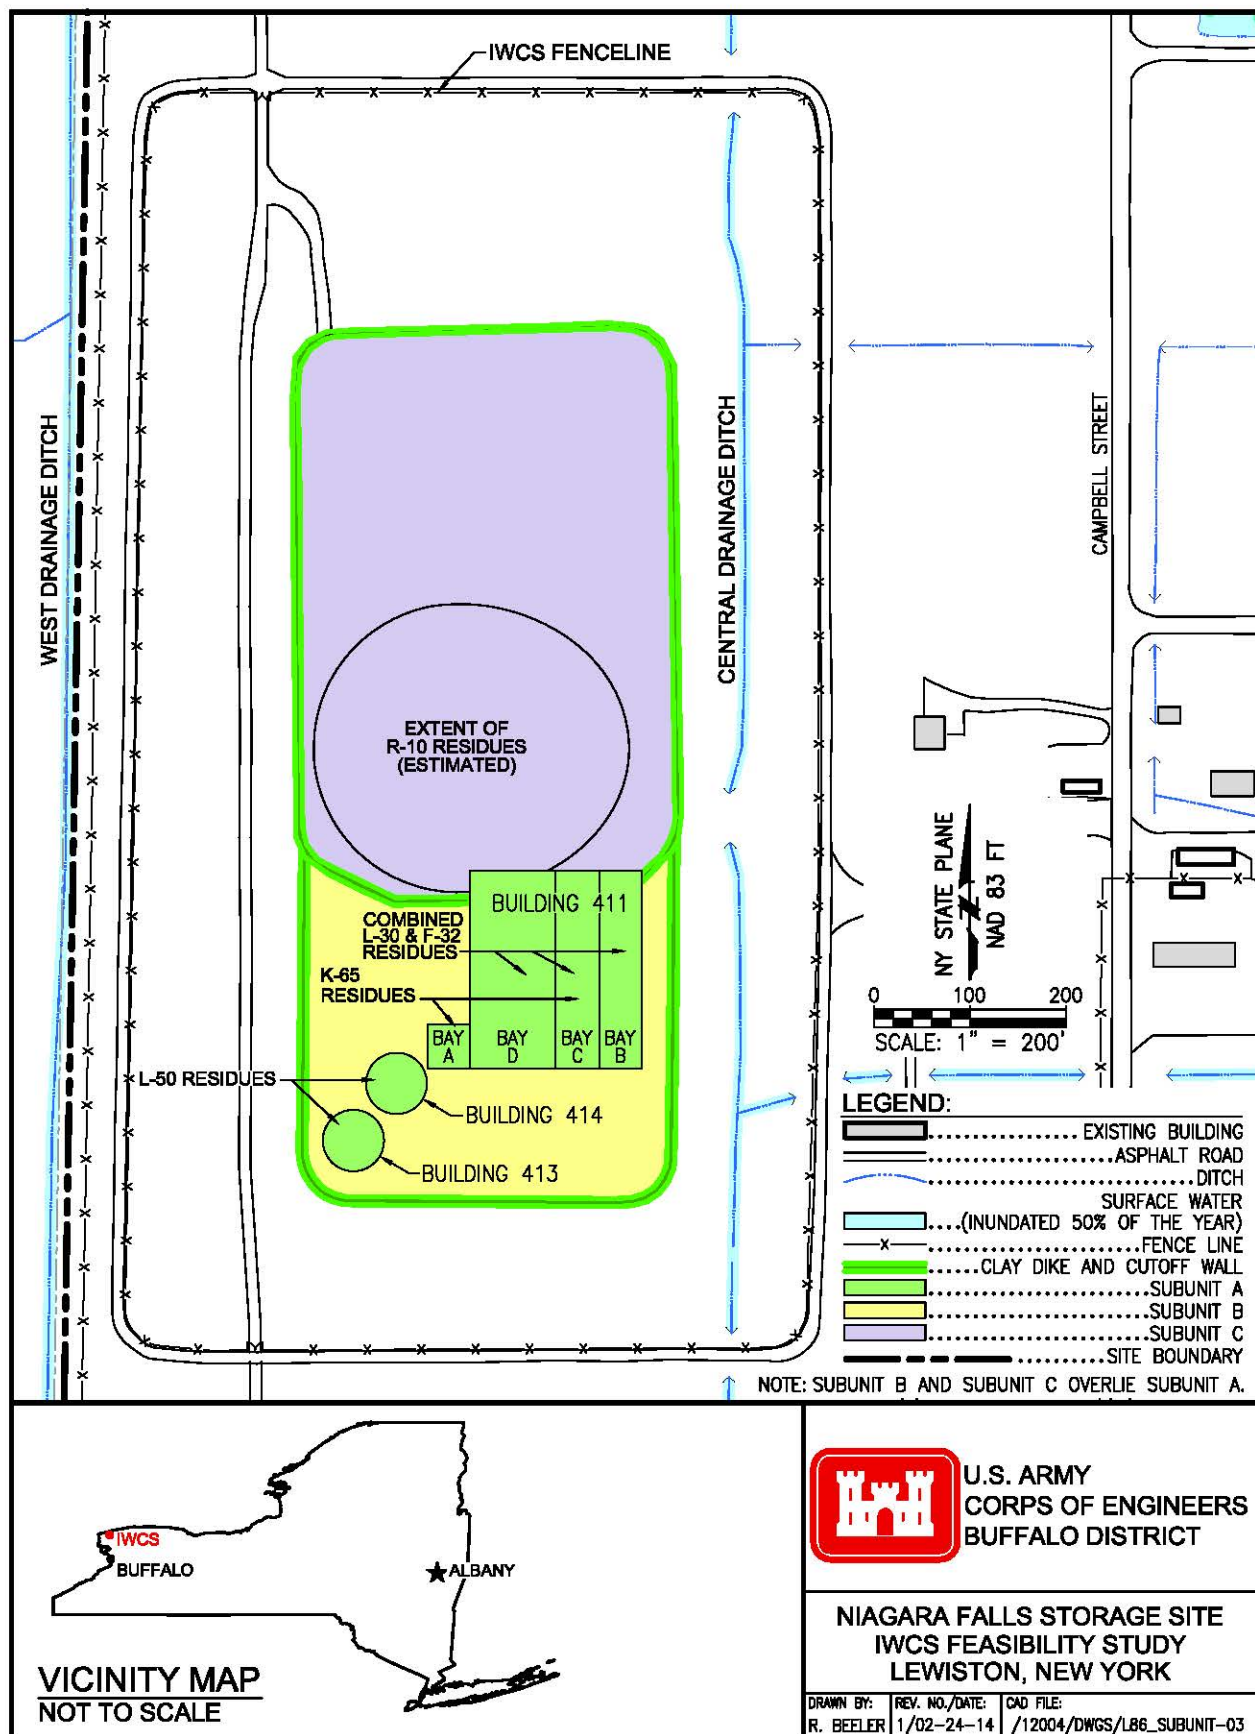 IWCS FENCELINE
WEST DRAINAGE DITCH
CENTRAL DRAINAGE DITCH
CAMPBELL STREET
EXTENT OF
R-10 RESIDUES
(ESTIMATED)
BUILDING 411
COMBINED
L-30 & F-32
RESIDUES
K-65
RESIDUES
BAY
A
BAY
D
BAY
C
BAY
B
L-50 RESIDUES
BUILDING 414
BUILDING 413
NY STATE PLANE
NAD 83 FT
0 100 200
SCALE: 1" = 200'
LEGEND:
EXISTING BUILDING
ASPHALT ROAD
DITCH
SURFACE WATER
(INUNDATED 50% OF THE YEAR)
FENCE LINE
CLAY DIKE AND CUTOFF WALL
SUBUNIT A
SUBUNIT B
SUBUNIT C
SITE BOUNDARY
NOTE: SUBUNIT B AND SUBUNIT C OVERLIE SUBUNIT A.
IWCS
BUFFALO
ALBANY
VICINITY MAP
NOT TO SCALE
U.S. ARMY
CORPS OF ENGINEERS
BUFFALO DISTRICT
NIAGARA FALLS STORAGE SITE
IWCS FEASIBILITY STUDY
LEWISTON, NEW YORK
DRAWN BY: REV. NO./DATE: CAD FILE:
R. BEELER 1/02-24-14 /12004/DWGS/L86_SUBUNIT-03